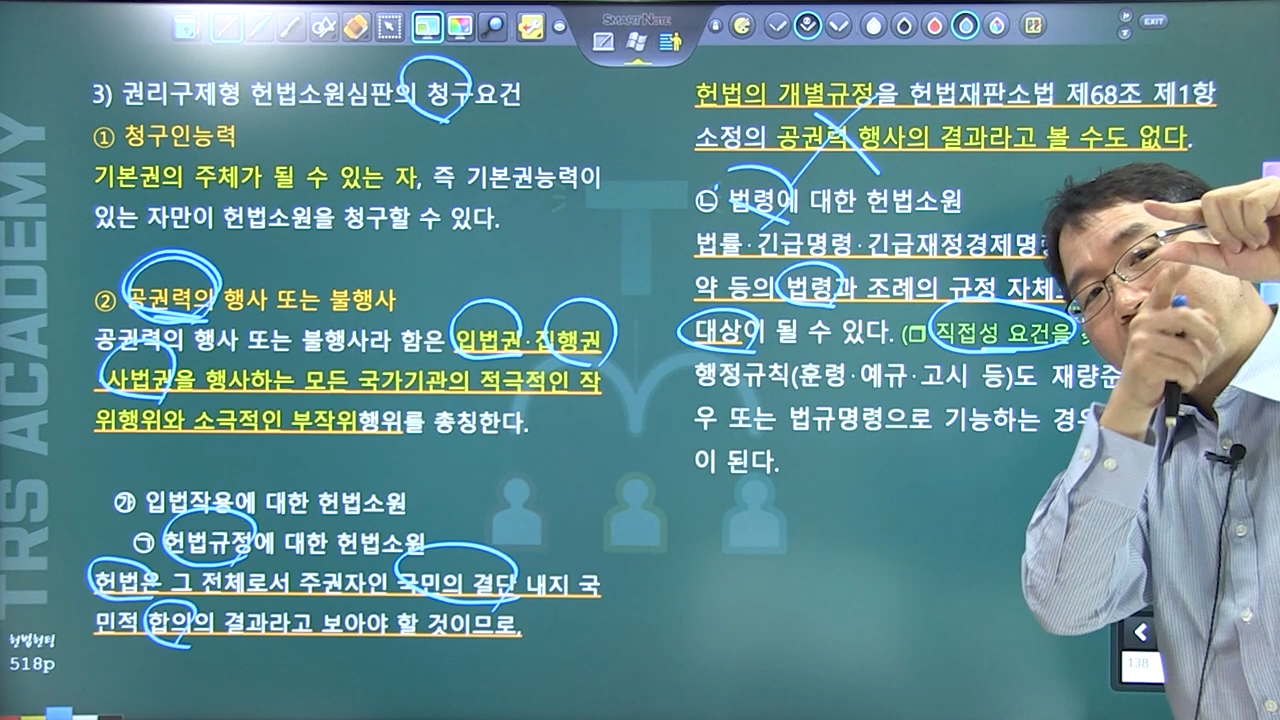 SMART NOTE
EXIT
3) 권리구제형 헌법소원심판의 청구요건
① 청구인능력
기본권의 주체가 될 수 있는 자, 즉 기본권능력이
있는 자만이 헌법소원을 청구할 수 있다.
② 공권력의 행사 또는 불행사
공권력의 행사 또는 불행사라 함은 입법권·집행권
·사법권을 행사하는 모든 국가기관의 적극적인 작
위행위와 소극적인 부작위행위를 총칭한다.
㉮ 입법작용에 대한 헌법소원
㉠ 헌법규정에 대한 헌법소원
헌법은 그 전체로서 주권자인 국민의 결단 내지 국
민적 합의의 결과라고 보아야 할 것이므로,
헌법의 개별규정을 헌법재판소법 제68조 제1항
소정의 공권력 행사의 결과라고 볼 수도 없다.
㉡ 법령에 대한 헌법소원
법률·긴급명령·긴급재정경제명
약 등의 법령과 조례의 규정 자체
대상이 될 수 있다. (❒ 직접성 요건을
행정규칙(훈령·예규·고시 등)도 재량준
우 또는 법규명령으로 기능하는 경우
이 된다.
TRS ACADEMY
518p
138